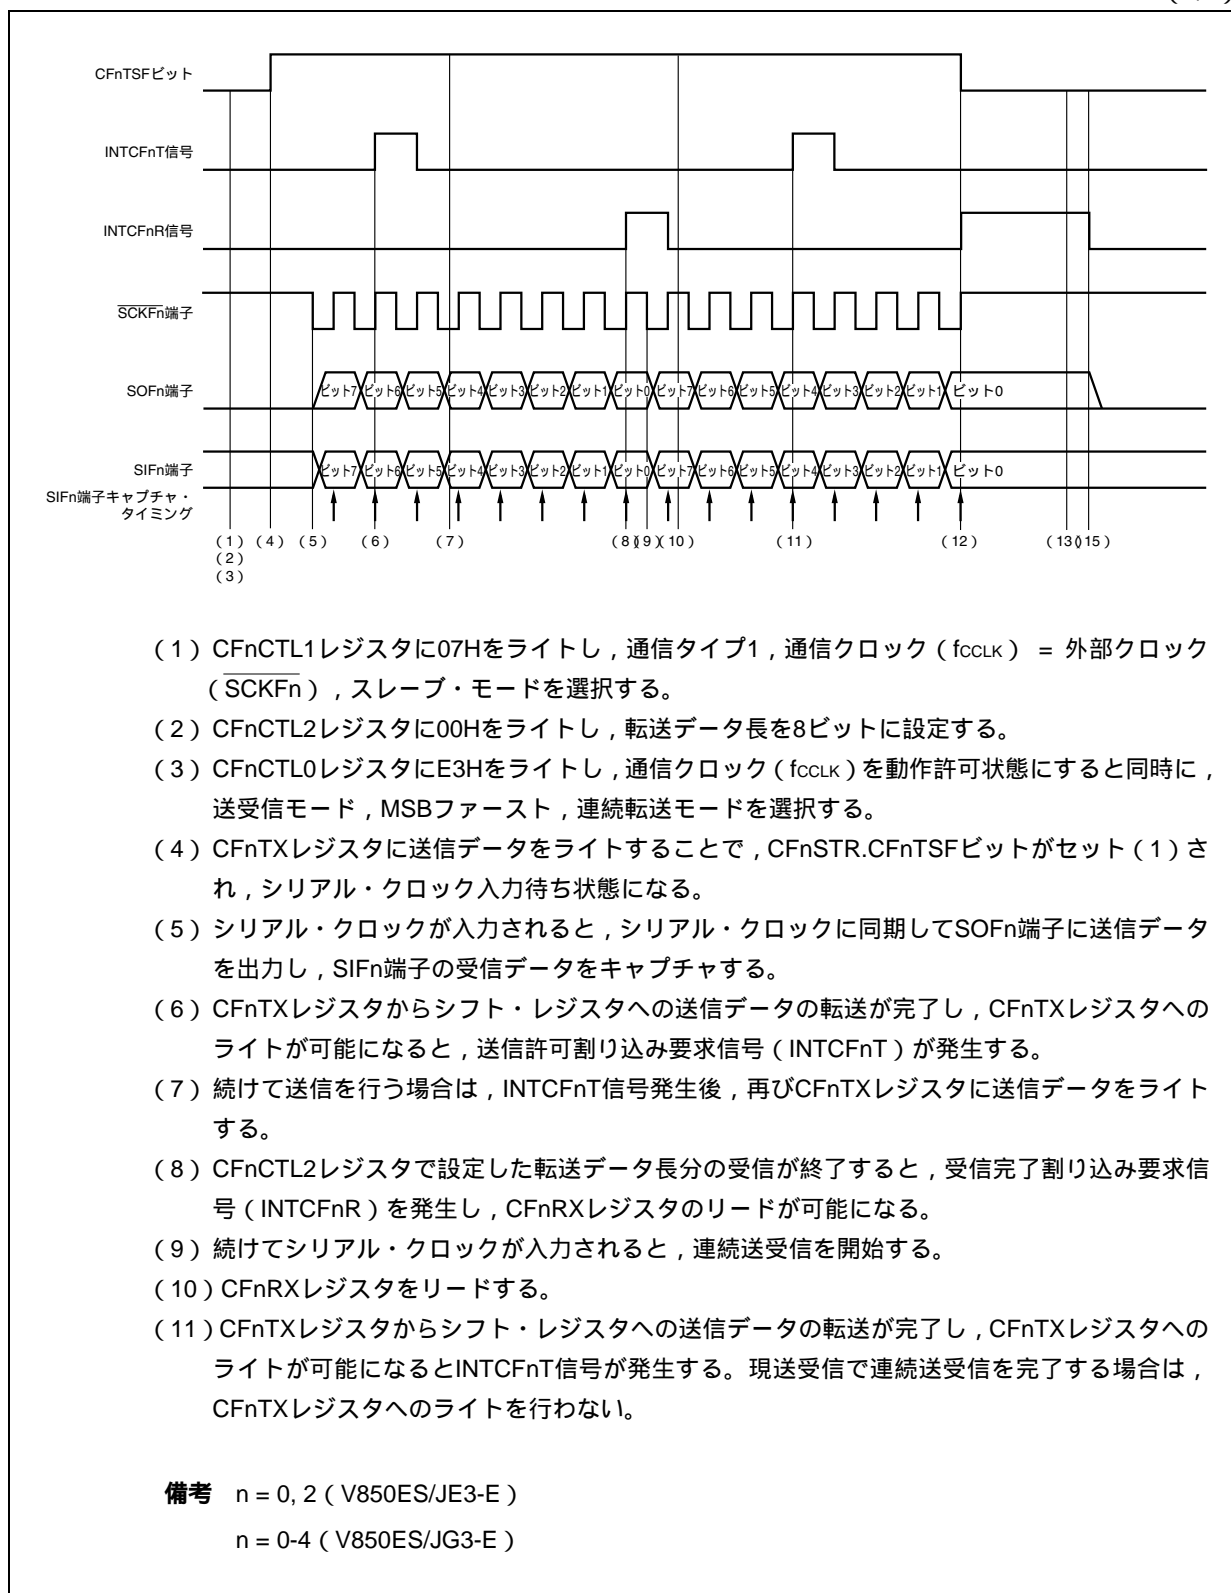 CFnTSFビット
INTCFnT信号
INTCFnR信号
SCKFn端子
SOFn端子
ビット7 ビット6 ビット5 ビット4 ビット3 ビット2 ビット1 ビット0 ビット7 ビット6 ビット5 ビット4 ビット3 ビット2 ビット1 ビット0
SIFn端子
ビット7 ビット6 ビット5 ビット4 ビット3 ビット2 ビット1 ビット0 ビット7 ビット6 ビット5 ビット4 ビット3 ビット2 ビット1 ビット0
SIFn端子キャプチャ・
タイミング
(1) (4) (5) (6) (7) (8)(9)(10) (11) (12) (13)(15)
(2)
(3)
(1) CFnCTL1レジスタに07Hをライトし,通信タイプ1,通信クロック(fCCLK) = 外部クロック
(SCKFn),スレーブ・モードを選択する。
(2) CFnCTL2レジスタに00Hをライトし,転送データ長を8ビットに設定する。
(3) CFnCTL0レジスタにE3Hをライトし,通信クロック(fCCLK)を動作許可状態にすると同時に,
送受信モード,MSBファースト,連続転送モードを選択する。
(4) CFnTXレジスタに送信データをライトすることで,CFnSTR.CFnTSFビットがセット(1)さ
れ,シリアル・クロック入力待ち状態になる。
(5) シリアル・クロックが入力されると,シリアル・クロックに同期してSOFn端子に送信データ
を出力し,SIFn端子の受信データをキャプチャする。
(6) CFnTXレジスタからシフト・レジスタへの送信データの転送が完了し,CFnTXレジスタへの
ライトが可能になると,送信許可割り込み要求信号(INTCFnT)が発生する。
(7) 続けて送信を行う場合は,INTCFnT信号発生後,再びCFnTXレジスタに送信データをライト
する。
(8) CFnCTL2レジスタで設定した転送データ長分の受信が終了すると,受信完了割り込み要求信
号(INTCFnR)を発生し,CFnRXレジスタのリードが可能になる。
(9) 続けてシリアル・クロックが入力されると,連続送受信を開始する。
(10) CFnRXレジスタをリードする。
(11) CFnTXレジスタからシフト・レジスタへの送信データの転送が完了し,CFnTXレジスタへの
ライトが可能になるとINTCFnT信号が発生する。現送受信で連続送受信を完了する場合は,
CFnTXレジスタへのライトを行わない。
備考 n = 0, 2(V850ES/JE3-E)
n = 0-4(V850ES/JG3-E)